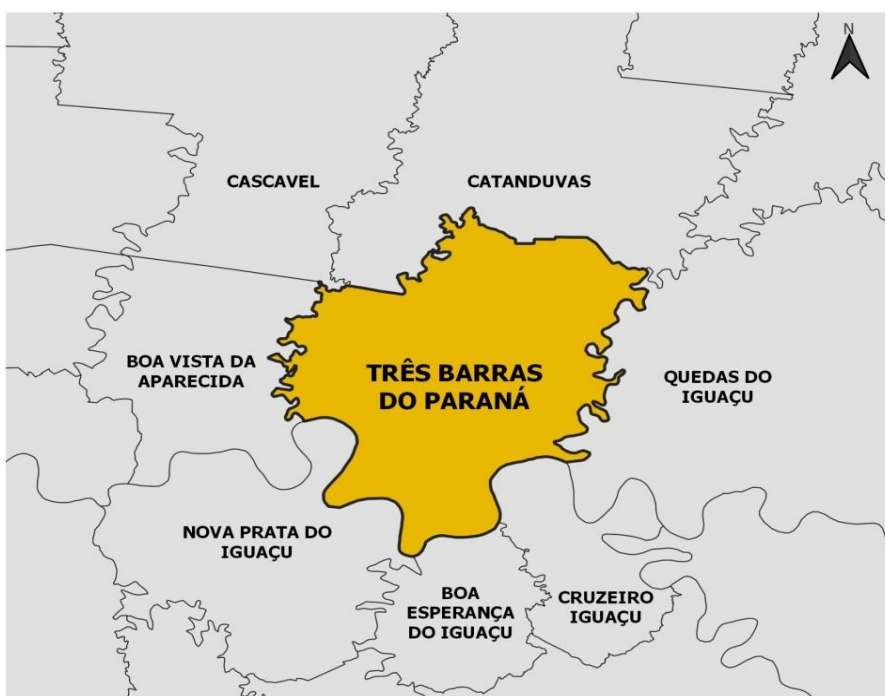 N
CASCAVEL
CATANDUVAS
BOA VISTA DA
APARECIDA
TRÊS BARRAS
DO PARANÁ
QUEDAS DO
IGUAÇU
NOVA PRATA DO
IGUAÇU
BOA
ESPERANÇA
DO IGUAÇU
CRUZEIRO
IGUAÇU